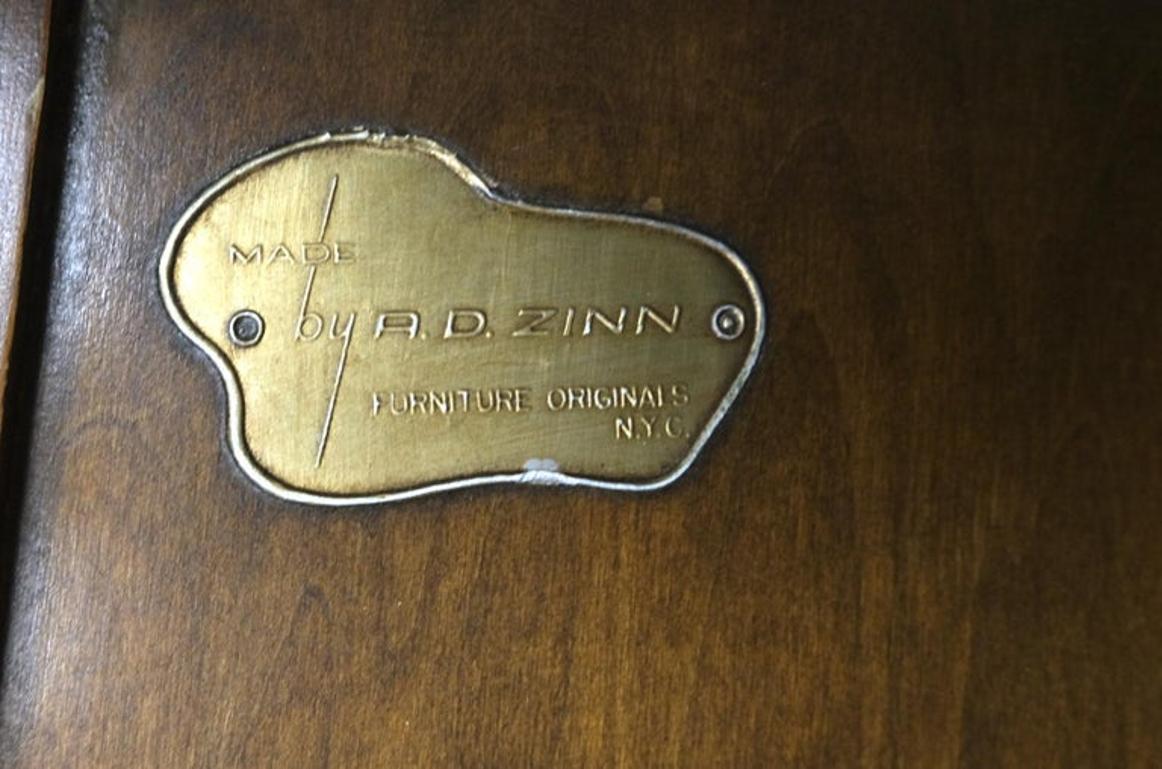 MADE
by A. D. ZINN
FURNITURE ORIGINALS
N.Y.C.